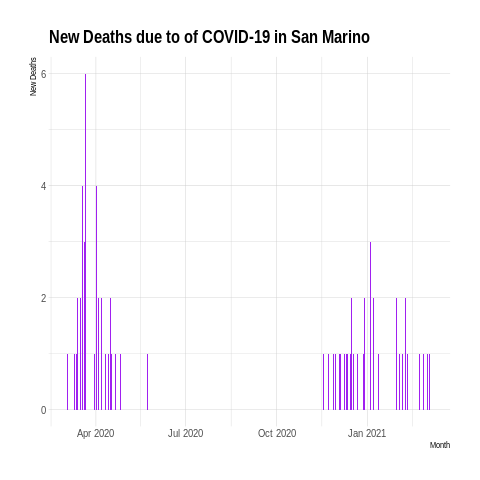 New Deaths due to of COVID-19 in San Marino
New Deaths
6
4
2
0
Apr 2020 Jul 2020 Oct 2020 Jan 2021
Month